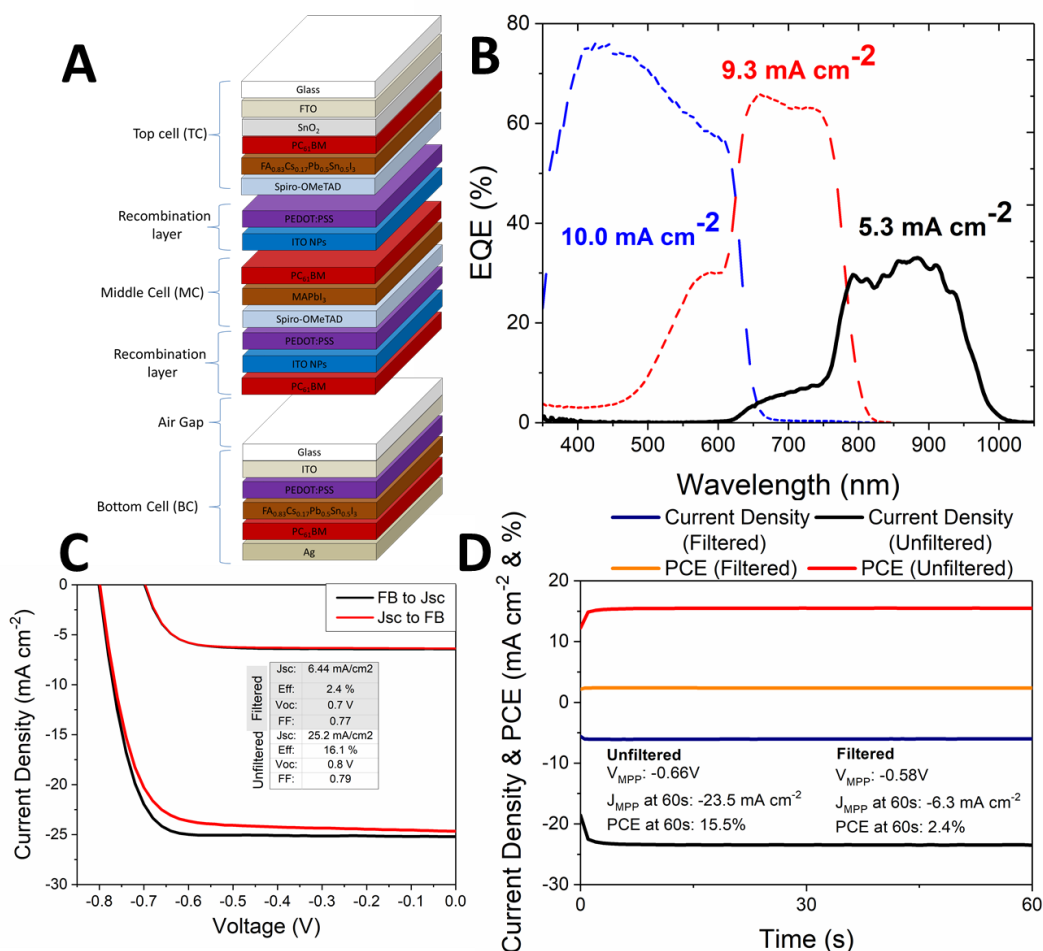 A
Glass
FTO
SnO2
PC61BM
FA0.83Cs0.17Pb0.5Sn0.5I3
Spiro-OMeTAD
Top cell (TC)
PEDOT:PSS
ITO NPs
Recombination
layer
PC61BM
MAPbI3
Spiro-OMeTAD
Middle Cell (MC)
PEDOT:PSS
ITO NPs
PC61BM
Recombination
layer
Air Gap
Glass
ITO
PEDOT:PSS
FA0.83Cs0.17Pb0.5Sn0.5I3
PC61BM
Ag
Bottom Cell (BC)
B
80
60
40
20
0
EQE (%)
10.0 mA cm-2
9.3 mA cm-2
5.3 mA cm-2
400 500 600 700 800 900 1000
Wavelength (nm)
C
0
-5
-10
-15
-20
-25
-30
Current Density (mA cm-2)
FB to Jsc
Jsc to FB
Filtered
Jsc: 6.44 mA/cm2
Eff: 2.4 %
Voc: 0.7 V
FF: 0.77
Unfiltered
Jsc: 25.2 mA/cm2
Eff: 16.1 %
Voc: 0.8 V
FF: 0.79
-0.8 -0.7 -0.6 -0.5 -0.4 -0.3 -0.2 -0.1 0.0
Voltage (V)
D
Current Density
(Filtered)
Current Density
(Unfiltered)
PCE (Filtered)
PCE (Unfiltered)
Current Density & PCE (mA cm-2 & %)
20
10
0
-10
-20
-30
Unfiltered
VMPP: -0.66V
JMPP at 60s: -23.5 mA cm-2
PCE at 60s: 15.5%
Filtered
VMPP: -0.58V
JMPP at 60s: -6.3 mA cm-2
PCE at 60s: 2.4%
0 30 60
Time (s)